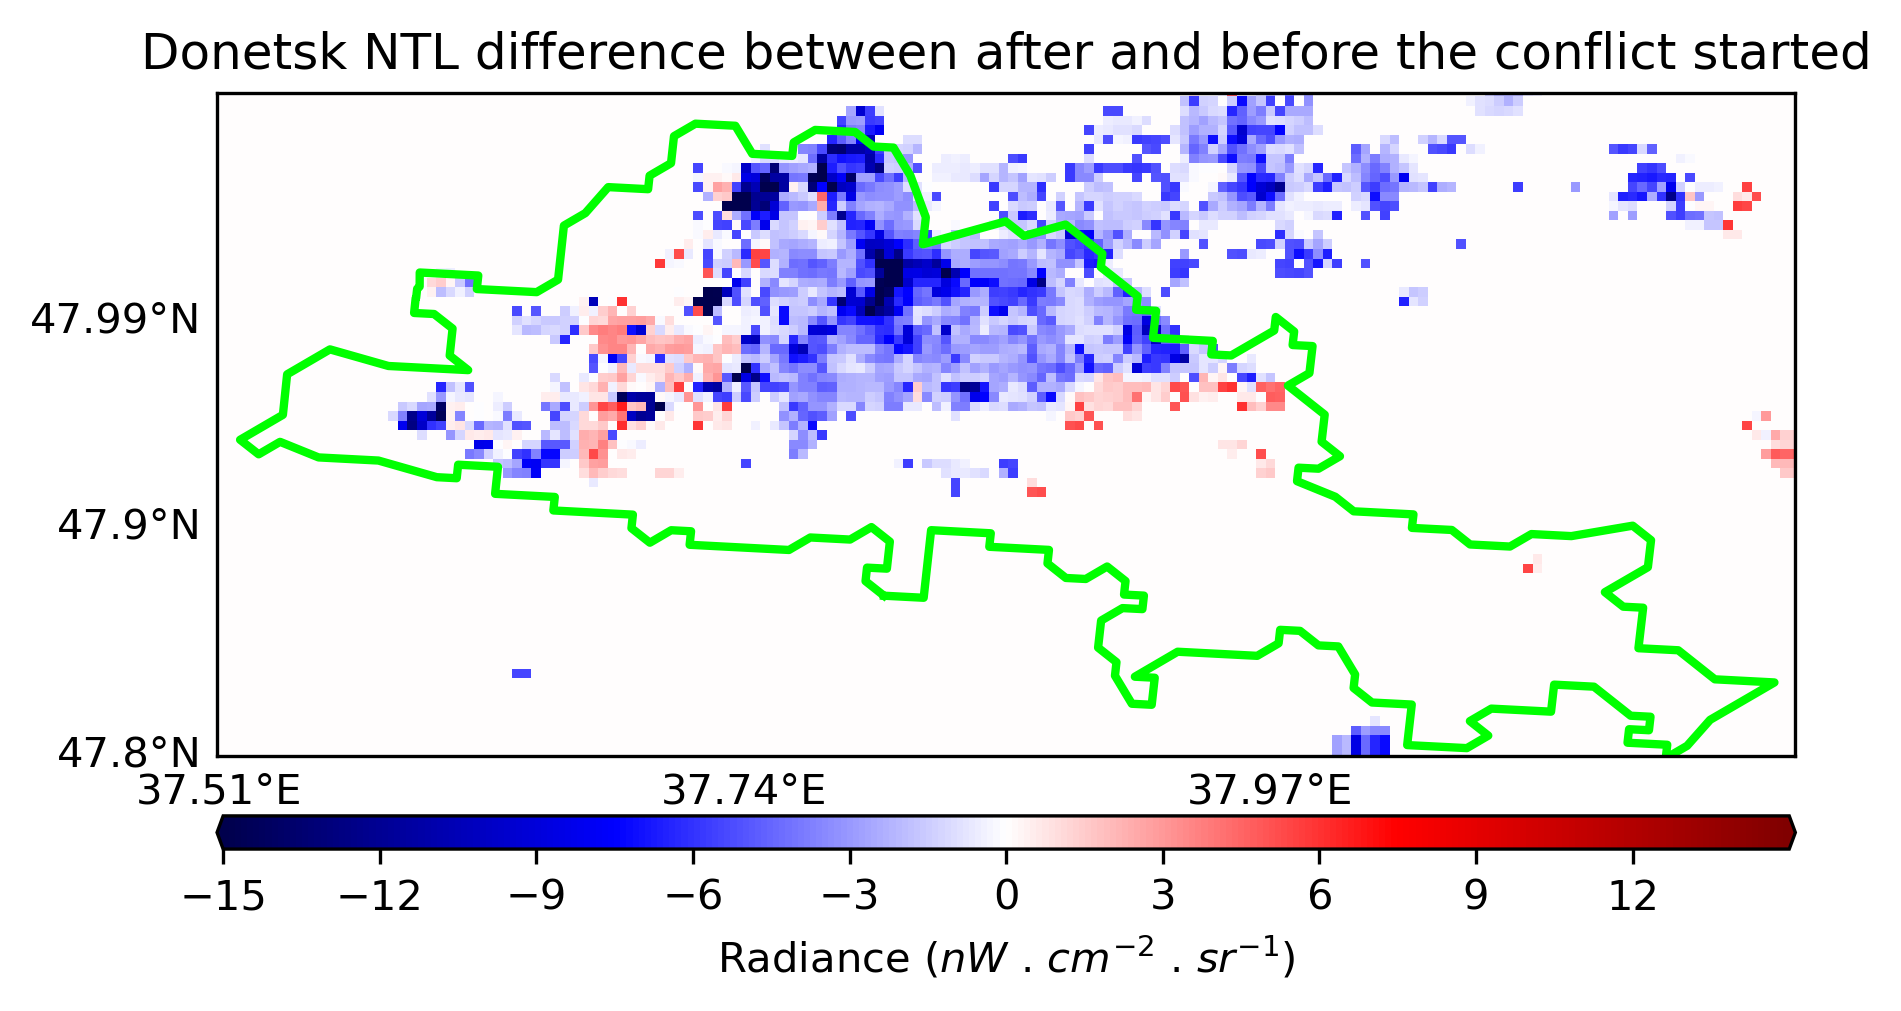 Donetsk NTL difference between after and before the conflict started
47.99°N
47.9°N
47.8°N
37.51°E 37.74°E 37.97°E
−15 −12 −9 −6 −3 0 3 6 9 12
Radiance (nW . cm⁻² . sr⁻¹)